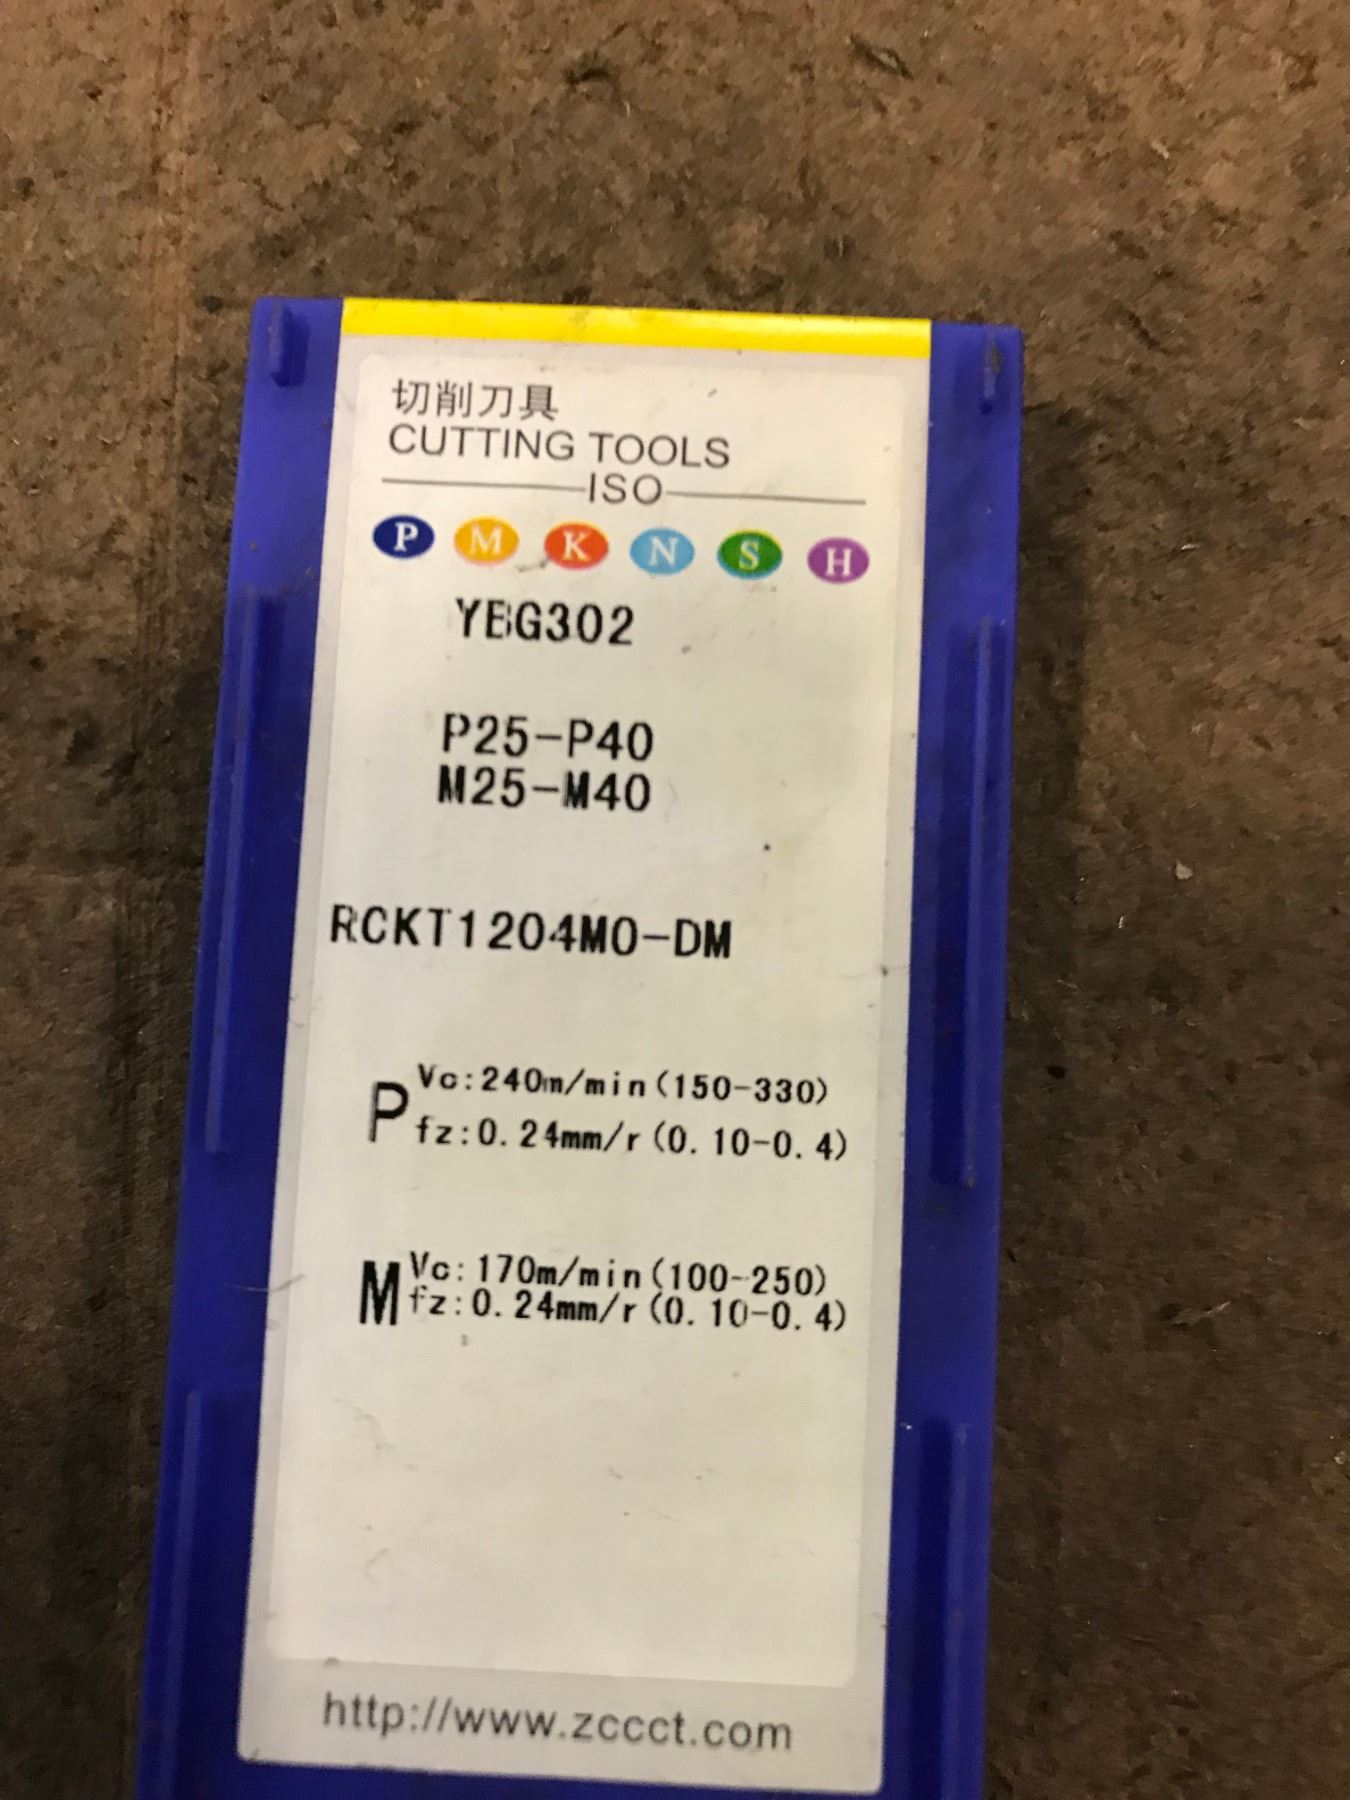 切削刀具
CUTTING TOOLS
ISO
P M K N S H
YBG302
P25-P40
M25-M40
RCKT1204MO-DM
P Vc:240m/min(150-330)
fz:0.24mm/r(0.10-0.4)
M Vc:170m/min(100-250)
fz:0.24mm/r(0.10-0.4)
http://www.zccct.com